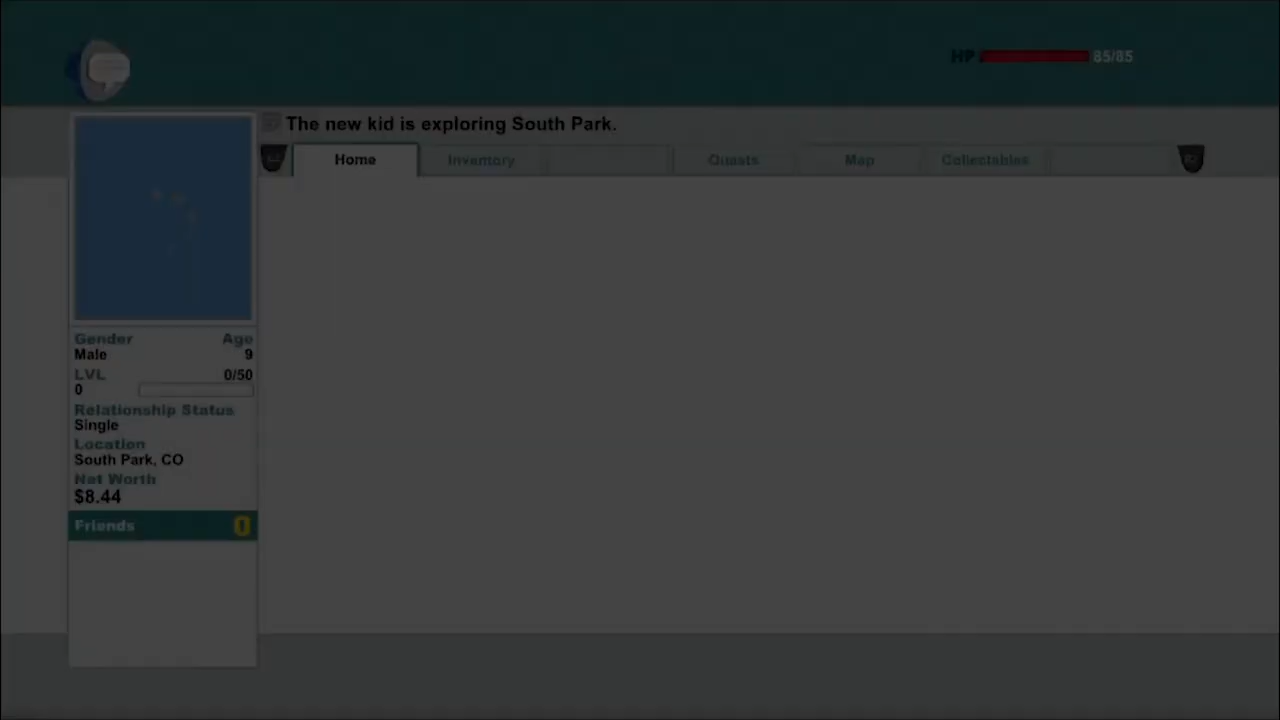 HP 85/85
The new kid is exploring South Park.
Home Inventory Quests Map Collectables
Gender Age
Male 9
LVL 0/50
0
Relationship Status
Single
Location
South Park, CO
Net Worth
$8.44
Friends 0